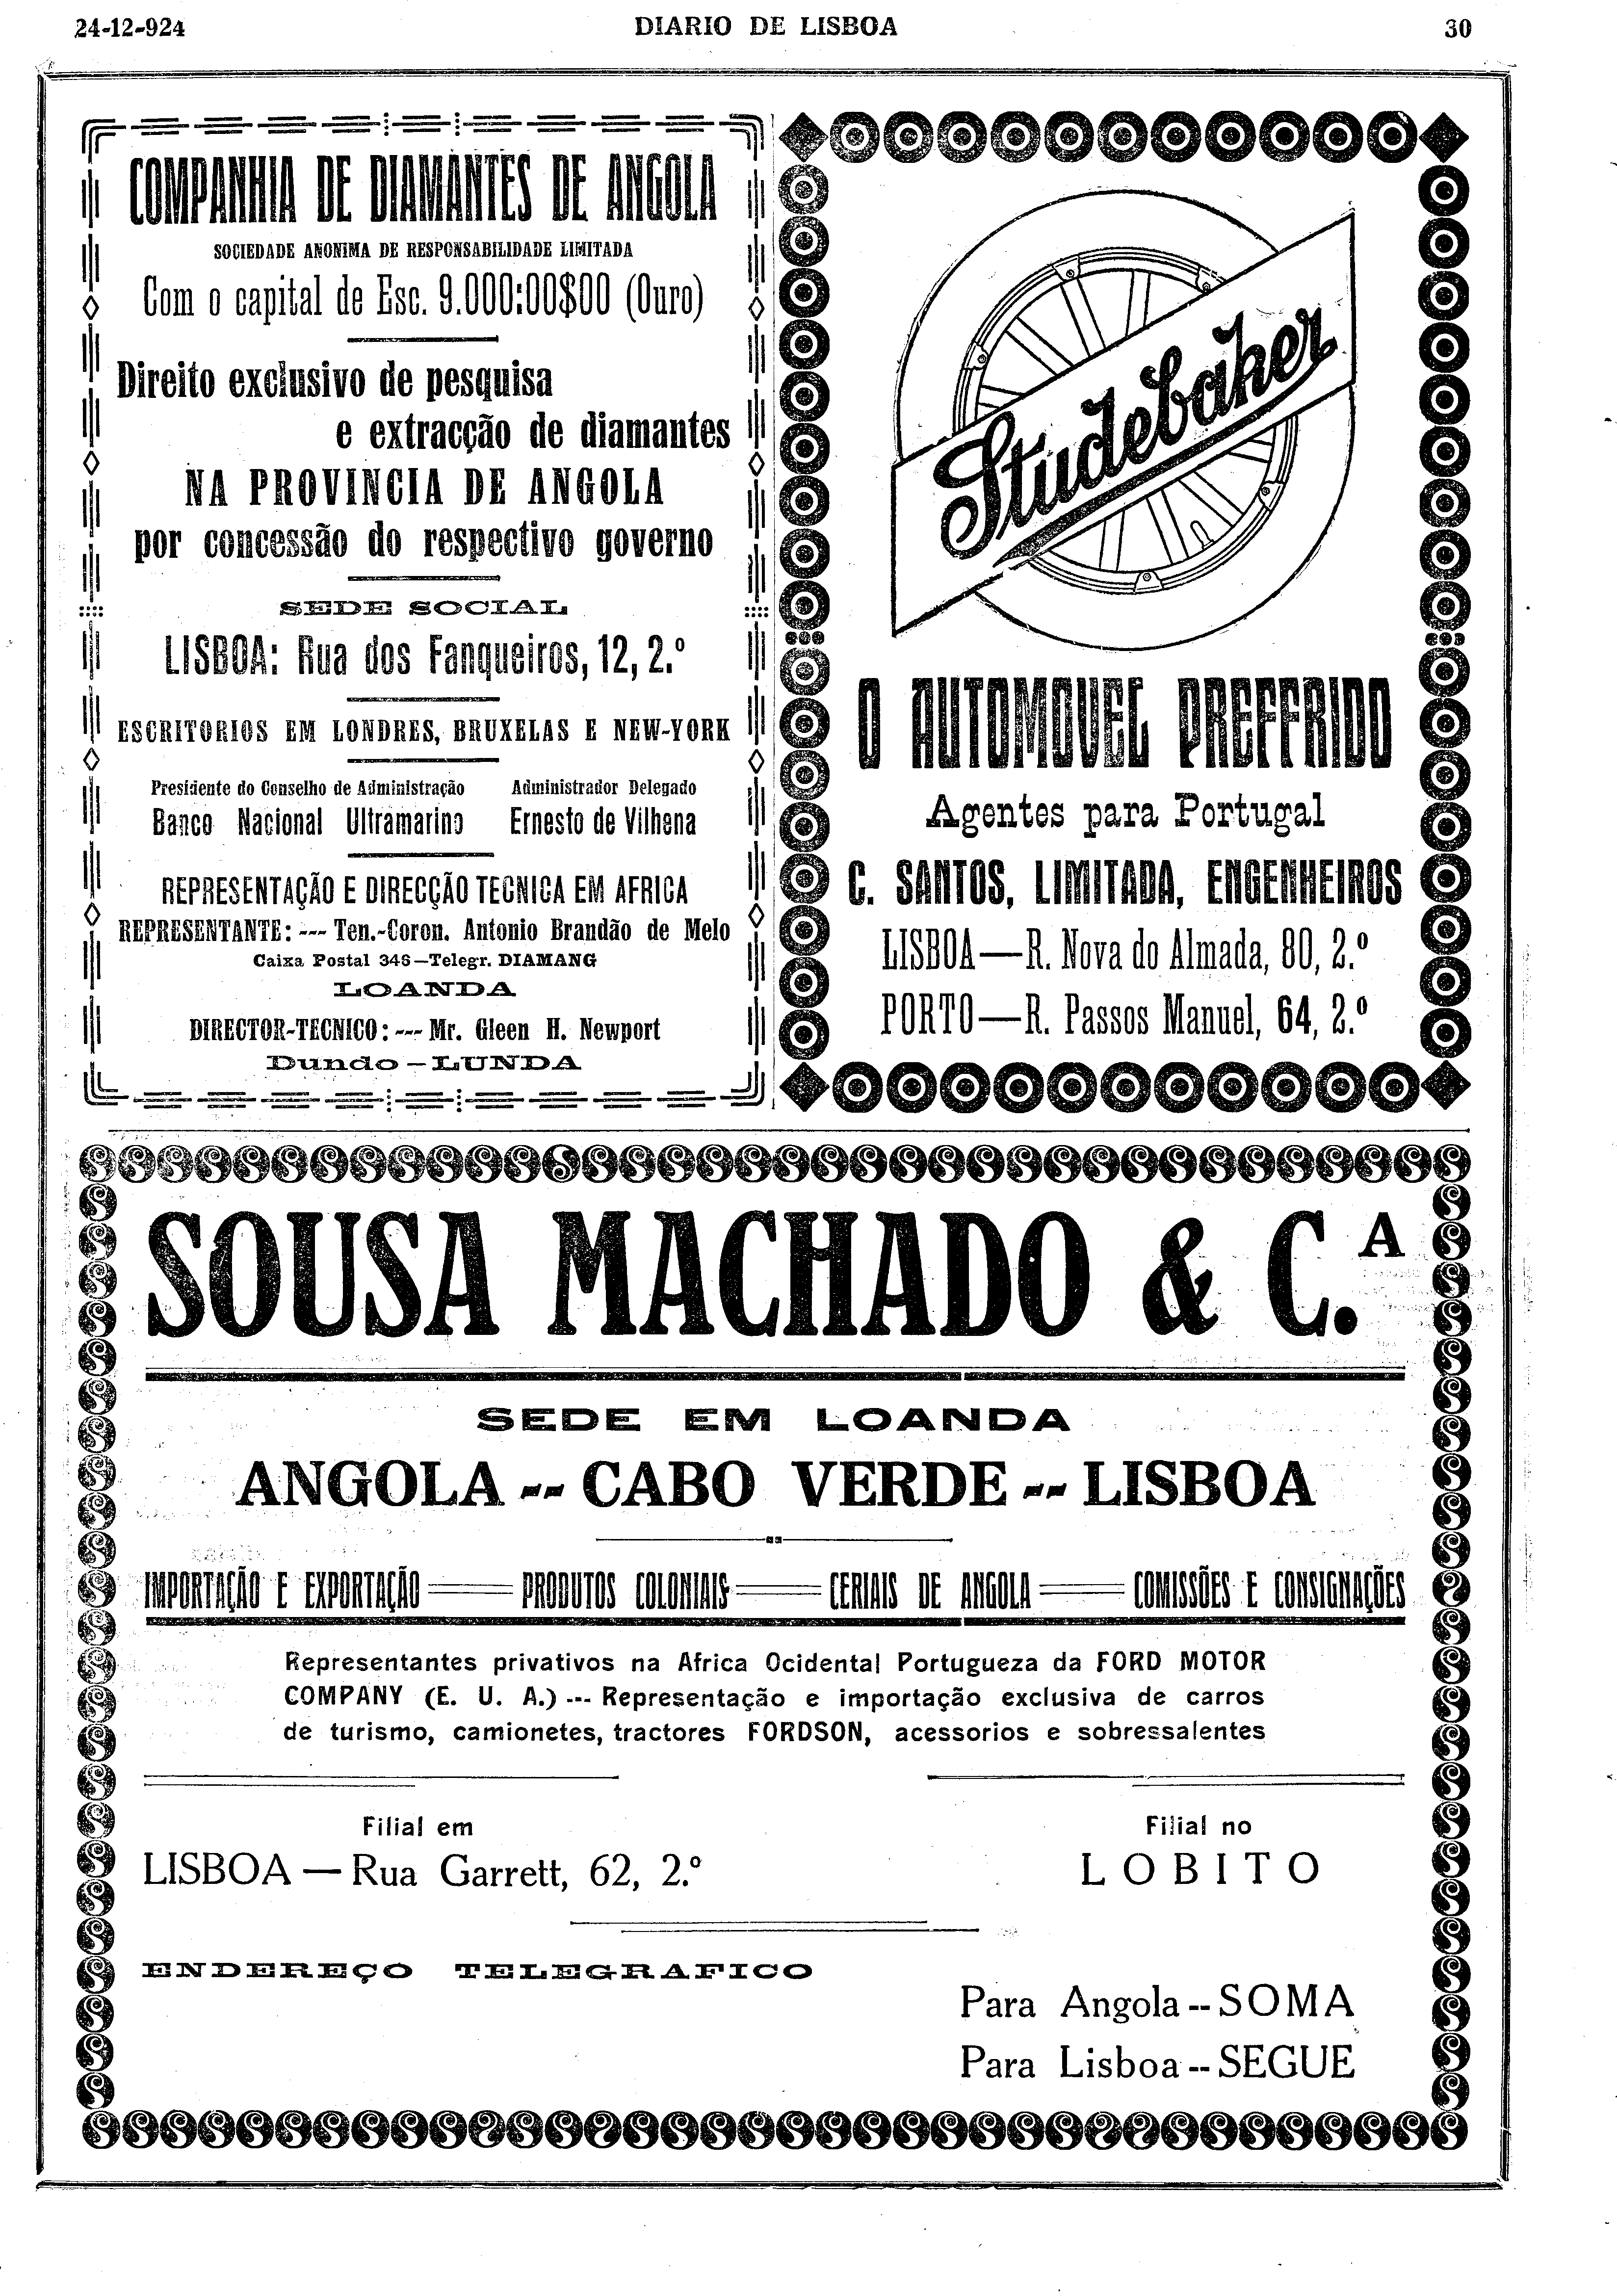 24-12-924
DIARIO DE LISBOA
30
COMPANHIA DE DIAMANTES DE ANGOLA
SOCIEDADE ANONIMA DE RESPONSABILIDADE LIMITADA
Com o capital de Esc. 9.000:00$00 (Ouro)
Direito exclusivo de pesquisa
e extracção de diamantes
NA PROVINCIA DE ANGOLA
por concessão do respectivo governo
SEDE SOCIAL
LISBOA: Rua dos Fanqueiros, 12, 2.º
ESCRITORIOS EM LONDRES, BRUXELAS E NEW-YORK
Presidente do Conselho de Administração
Banco Nacional Ultramarino
Administrador Delegado
Ernesto de Vilhena
REPRESENTAÇÃO E DIRECÇÃO TECNICA EM AFRICA
REPRESENTANTE: --- Ten.-Coron. Antonio Brandão de Melo
Caixa Postal 346—Telegr. DIAMANG
LOANDA
DIRECTOR-TECNICO: --- Mr. Gleen H. Newport
Dundo—LUNDA
Studebaker
O AUTOMOVEL PREFFRIDO
Agentes para Portugal
C. SANTOS, LIMITADA, ENGENHEIROS
LISBOA—R. Nova do Almada, 80, 2.º
PORTO—R. Passos Manuel, 64, 2.º
SOUSA MACHADO & C.A
SEDE EM LOANDA
ANGOLA -- CABO VERDE -- LISBOA
IMPORTAÇÃO E EXPORTAÇÃO — PRODUTOS COLONIAIS — CERIAIS DE ANGOLA — COMISSÕES E CONSIGNAÇÕES
Representantes privativos na Africa Ocidental Portugueza da FORD MOTOR
COMPANY (E. U. A.) --- Representação e importação exclusiva de carros
de turismo, camionetes, tractores FORDSON, acessorios e sobressalentes
Filial em
LISBOA — Rua Garrett, 62, 2.º
Filial no
LOBITO
ENDEREÇO TELEGRAFICO
Para Angola -- SOMA
Para Lisboa -- SEGUE